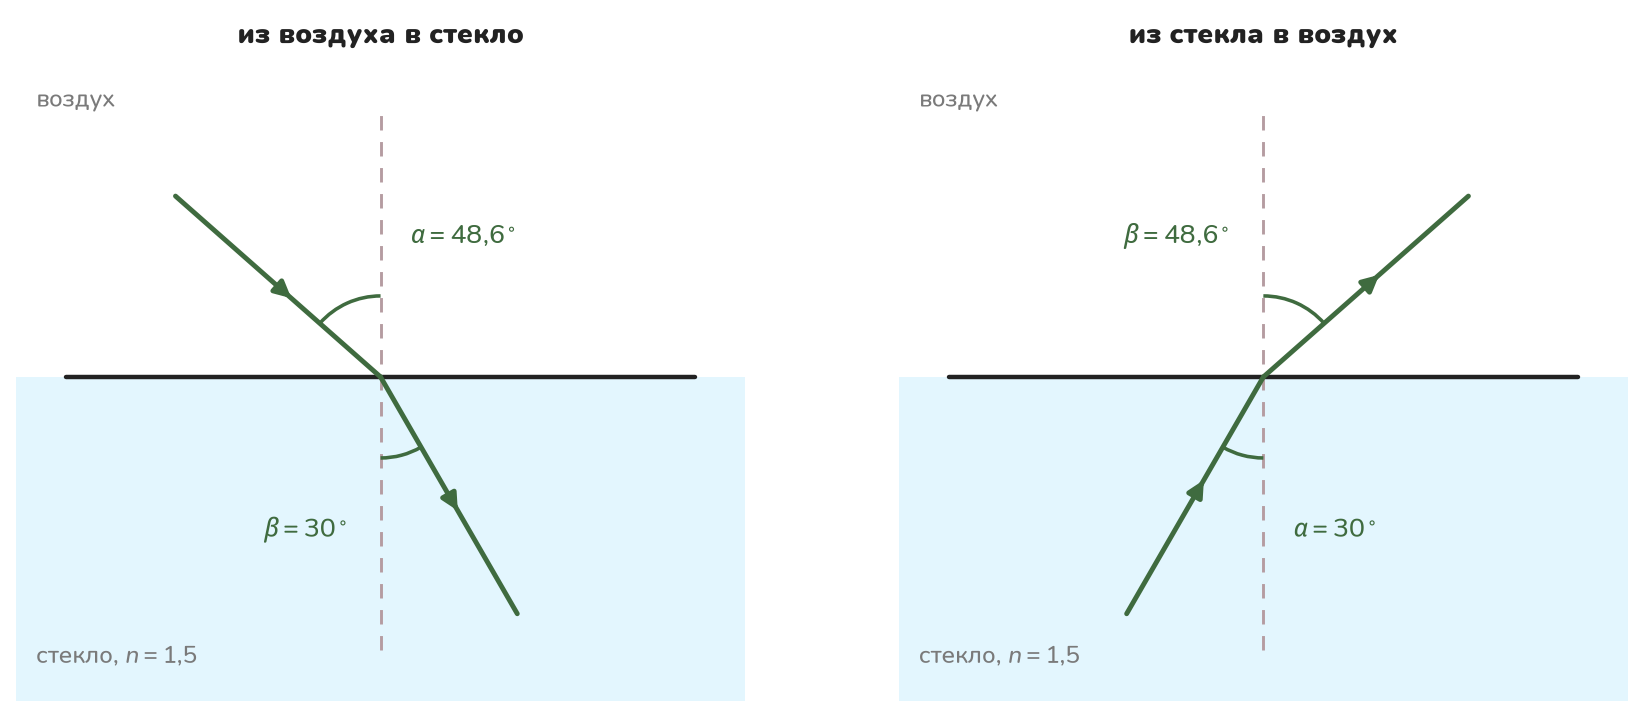 из воздуха в стекло
воздух
α = 48,6°
β = 30°
стекло, n = 1,5
из стекла в воздух
воздух
β = 48,6°
α = 30°
стекло, n = 1,5